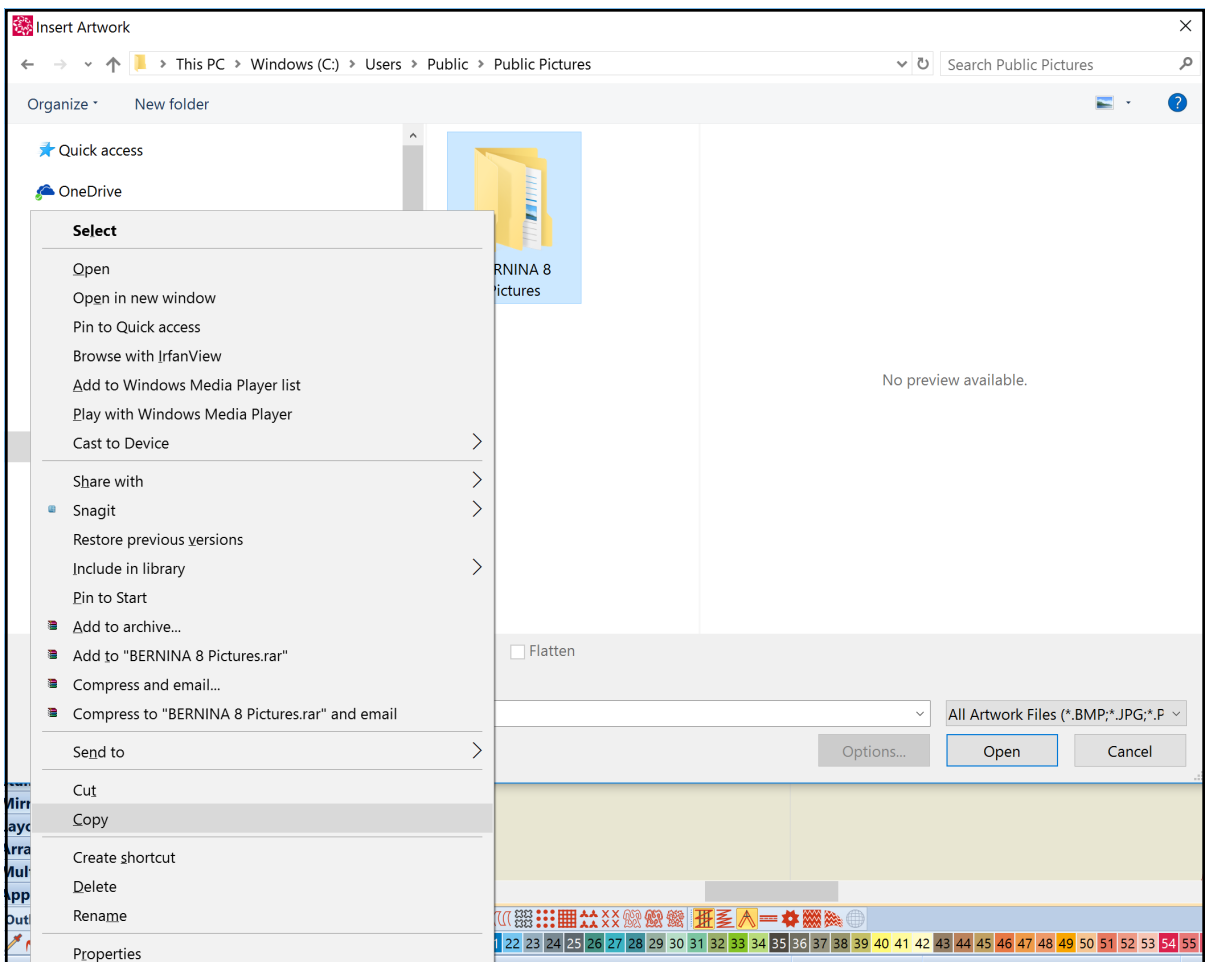 Insert Artwork
This PC > Windows (C:) > Users > Public > Public Pictures
Search Public Pictures
Organize
New folder
?
Quick access
OneDrive
RNINA 8
Pictures
No preview available.
Select
Open
Open in new window
Pin to Quick access
Browse with IrfanView
Add to Windows Media Player list
Play with Windows Media Player
Cast to Device
Share with
Snagit
Restore previous versions
Include in library
Pin to Start
Add to archive...
Add to "BERNINA 8 Pictures.rar"
Compress and email...
Compress to "BERNINA 8 Pictures.rar" and email
Send to
Cut
Copy
Create shortcut
Delete
Rename
Properties
Flatten
All Artwork Files (*.BMP;*.JPG;*.P
Options...
Open
Cancel
Mirr
Arra
Mul
App
Out
22 23 24 25 26 27 28 29 30 31 32 33 34 35 36 37 38 39 40 41 42 43 44 45 46 47 48 49 50 51 52 53 54 55